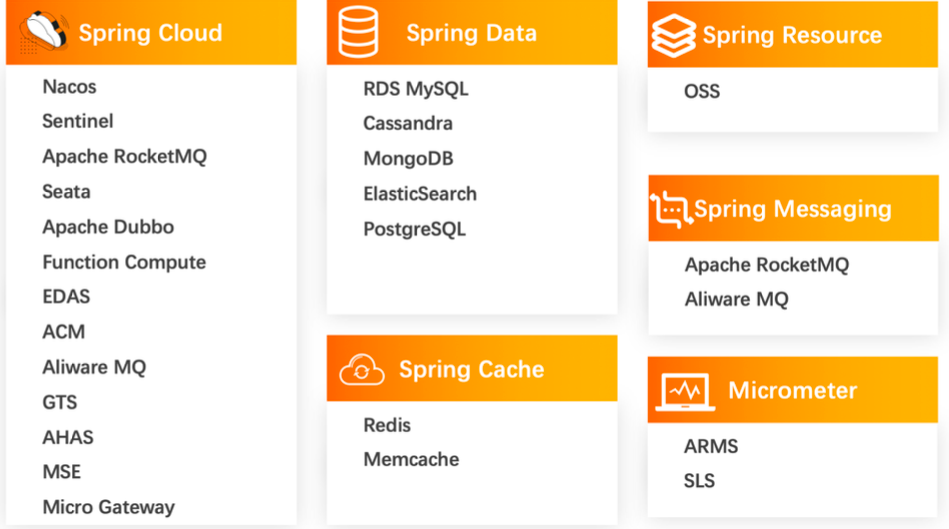 Spring Cloud
Nacos
Sentinel
Apache RocketMQ
Seata
Apache Dubbo
Function Compute
EDAS
ACM
Aliware MQ
GTS
AHAS
MSE
Micro Gateway
Spring Data
RDS MySQL
Cassandra
MongoDB
ElasticSearch
PostgreSQL
Spring Cache
Redis
Memcache
Spring Resource
OSS
Spring Messaging
Apache RocketMQ
Aliware MQ
Micrometer
ARMS
SLS